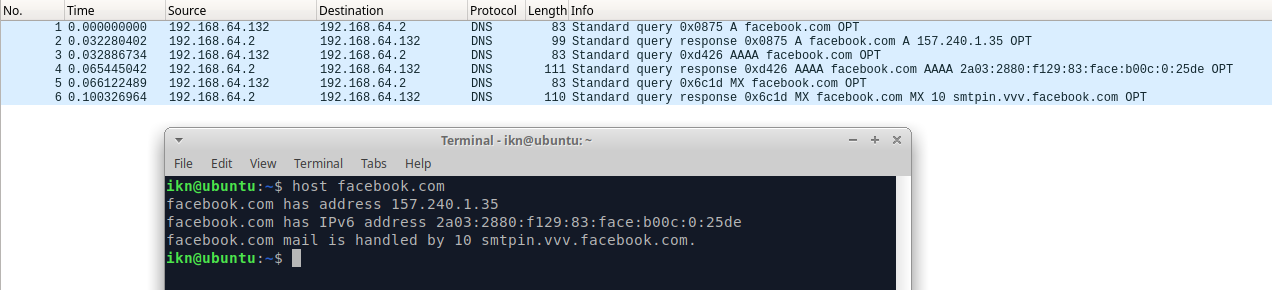 No. Time Source Destination Protocol Length Info
1 0.000000000 192.168.64.132 192.168.64.2 DNS 83 Standard query 0x0875 A facebook.com OPT
2 0.032280402 192.168.64.2 192.168.64.132 DNS 99 Standard query response 0x0875 A facebook.com A 157.240.1.35 OPT
3 0.032886734 192.168.64.132 192.168.64.2 DNS 83 Standard query 0xd426 AAAA facebook.com OPT
4 0.065445042 192.168.64.2 192.168.64.132 DNS 111 Standard query response 0xd426 AAAA facebook.com AAAA 2a03:2880:f129:83:face:b00c:0:25de OPT
5 0.066122489 192.168.64.132 192.168.64.2 DNS 83 Standard query 0x6c1d MX facebook.com OPT
6 0.100326964 192.168.64.2 192.168.64.132 DNS 110 Standard query response 0x6c1d MX facebook.com MX 10 smtpin.vvv.facebook.com OPT
Terminal - ikn@ubuntu: ~
File Edit View Terminal Tabs Help
ikn@ubuntu:~$ host facebook.com
facebook.com has address 157.240.1.35
facebook.com has IPv6 address 2a03:2880:f129:83:face:b00c:0:25de
facebook.com mail is handled by 10 smtpin.vvv.facebook.com.
ikn@ubuntu:~$